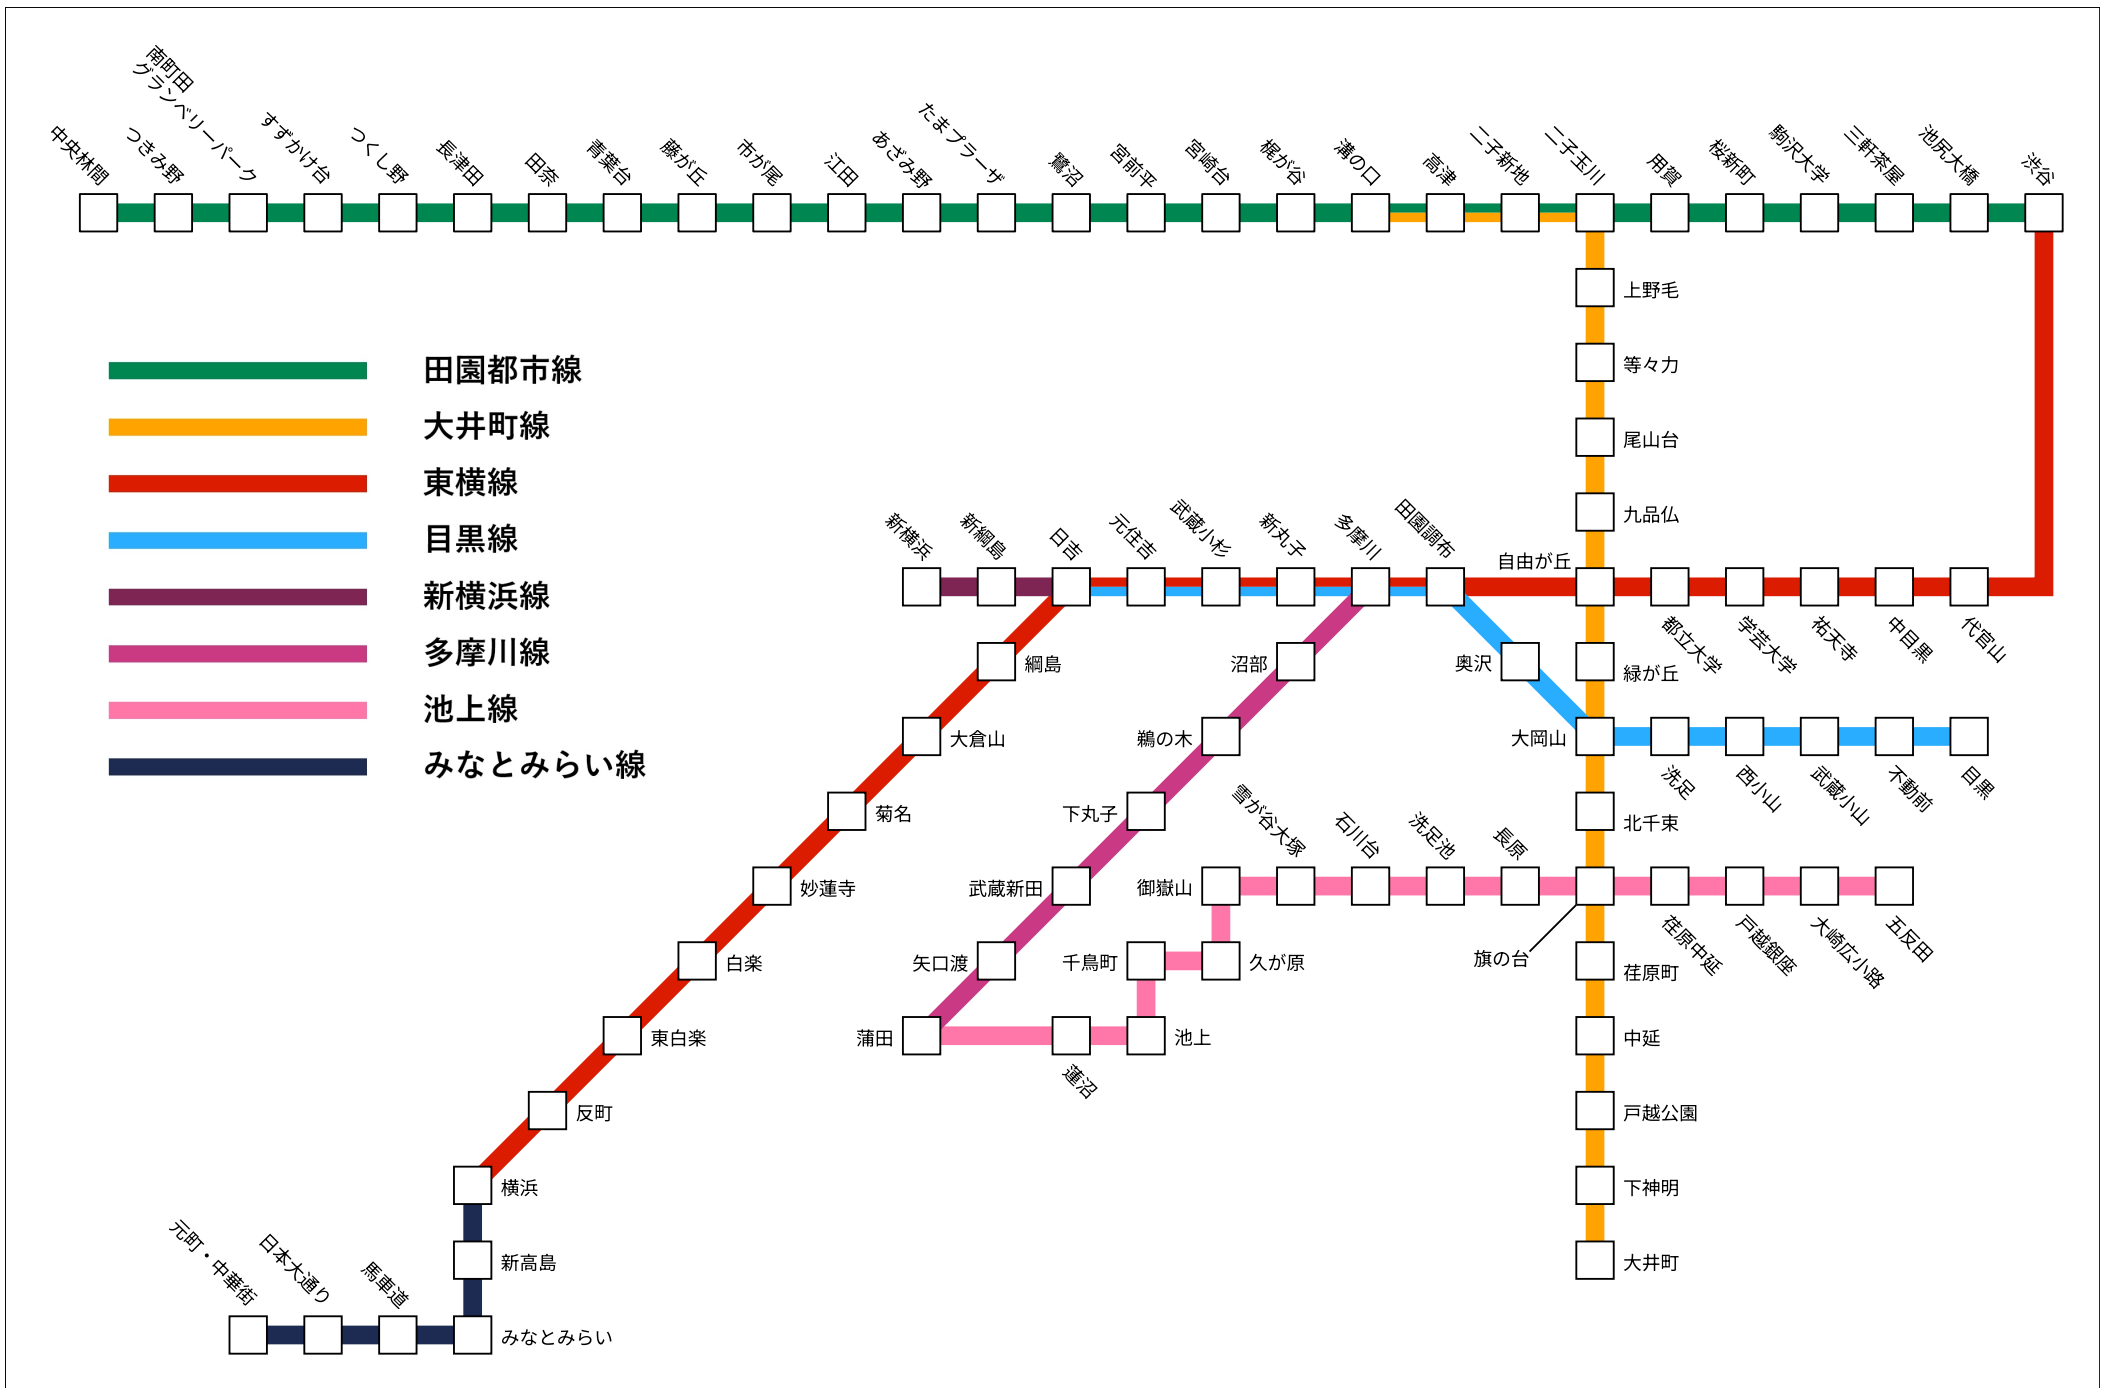 中央林間
つきみ野
南町田
グランベリーパーク
すずかけ台
つくし野
長津田
田奈
青葉台
藤が丘
市が尾
江田
あざみ野
たまプラーザ
鷺沼
宮前平
宮崎台
梶が谷
溝の口
高津
二子新地
二子玉川
用賀
桜新町
駒沢大学
三軒茶屋
池尻大橋
渋谷
上野毛
等々力
尾山台
九品仏
田園都市線
大井町線
東横線
目黒線
新横浜線
多摩川線
池上線
みなとみらい線
新横浜
新綱島
日吉
元住吉
武蔵小杉
新丸子
多摩川
田園調布
自由が丘
都立大学
学芸大学
祐天寺
中目黒
代官山
綱島
沼部
奥沢
緑が丘
大倉山
鵜の木
大岡山
洗足
西小山
武蔵小山
不動前
目黒
菊名
下丸子
北千束
妙蓮寺
武蔵新田
御嶽山
雪が谷大塚
石川台
洗足池
長原
旗の台
荏原中延
戸越銀座
大崎広小路
五反田
白楽
矢口渡
千鳥町
久が原
荏原町
東白楽
蒲田
蓮沼
池上
中延
反町
戸越公園
横浜
下神明
新高島
大井町
元町・中華街
日本大通り
馬車道
みなとみらい